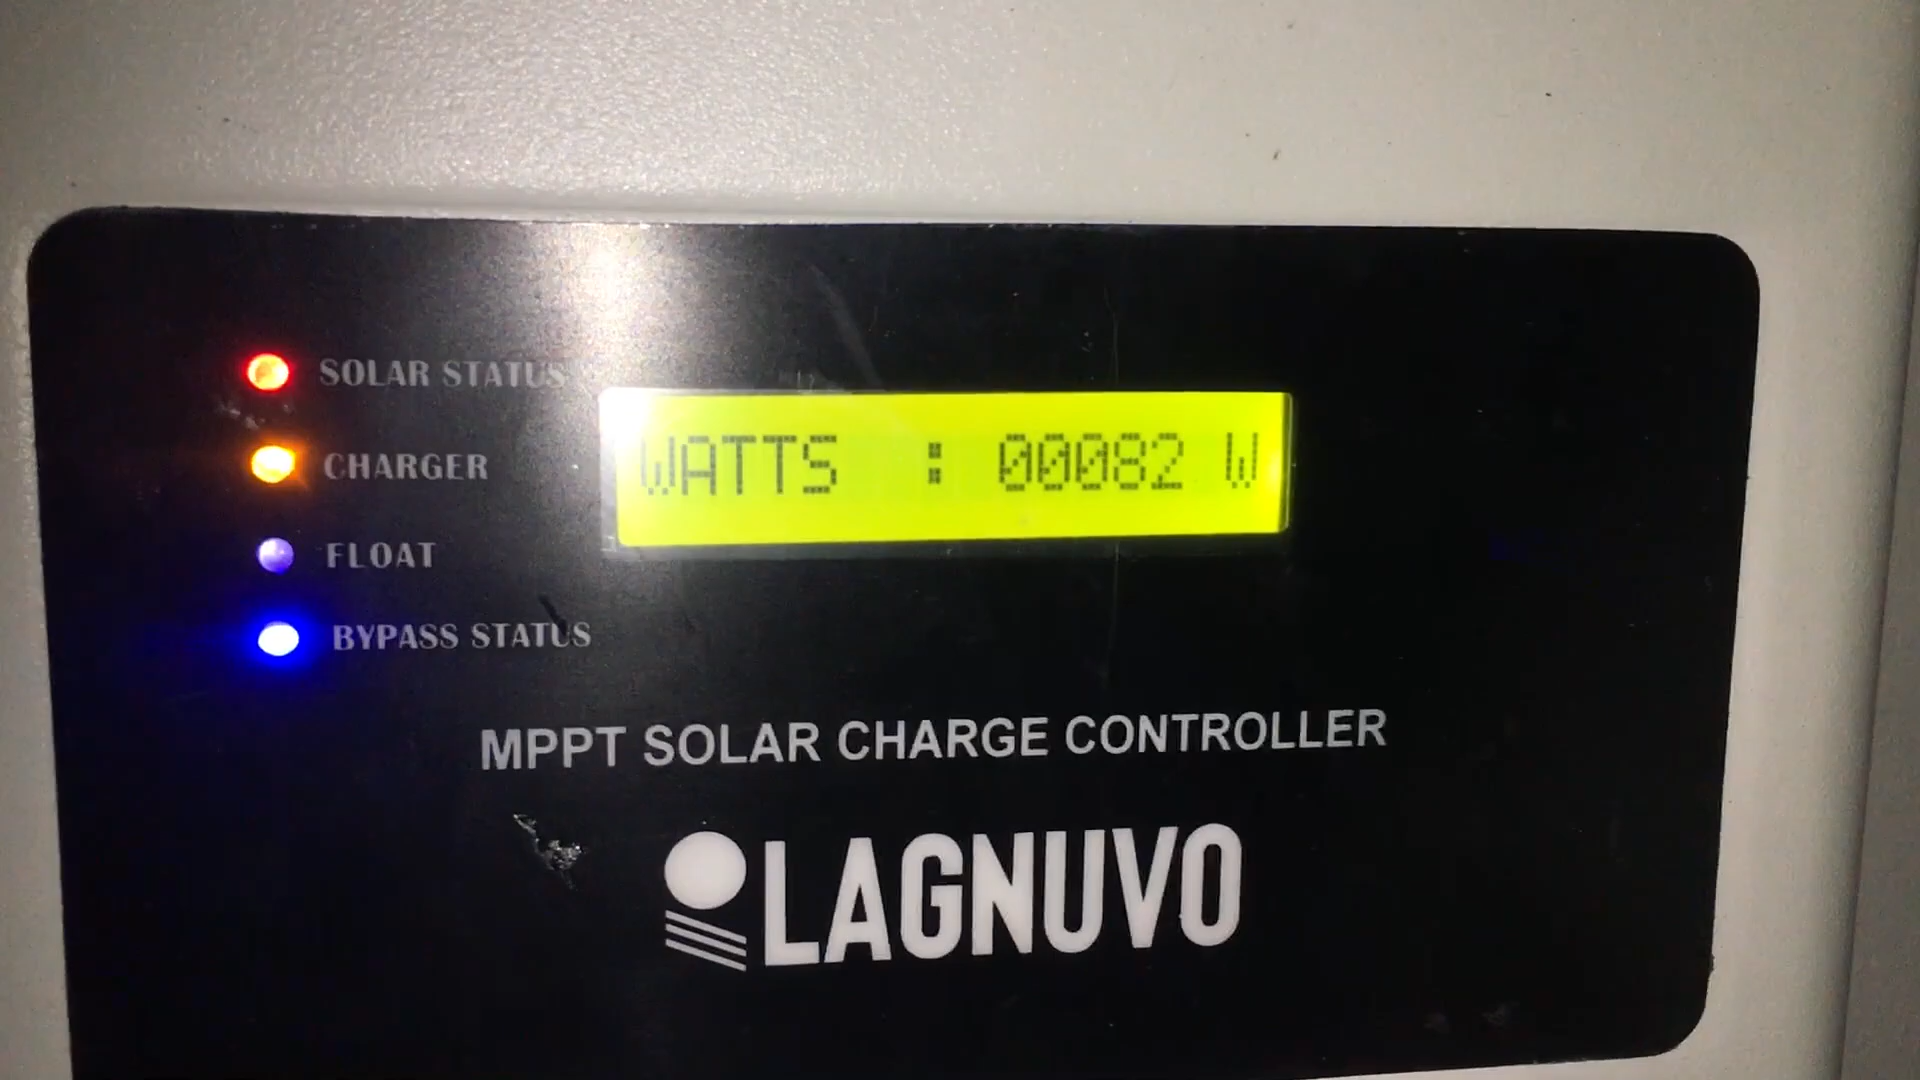 SOLAR STATUS
WATTS : 00082 W
CHARGER
FLOAT
BYPASS STATUS
MPPT SOLAR CHARGE CONTROLLER
LAGNUVO